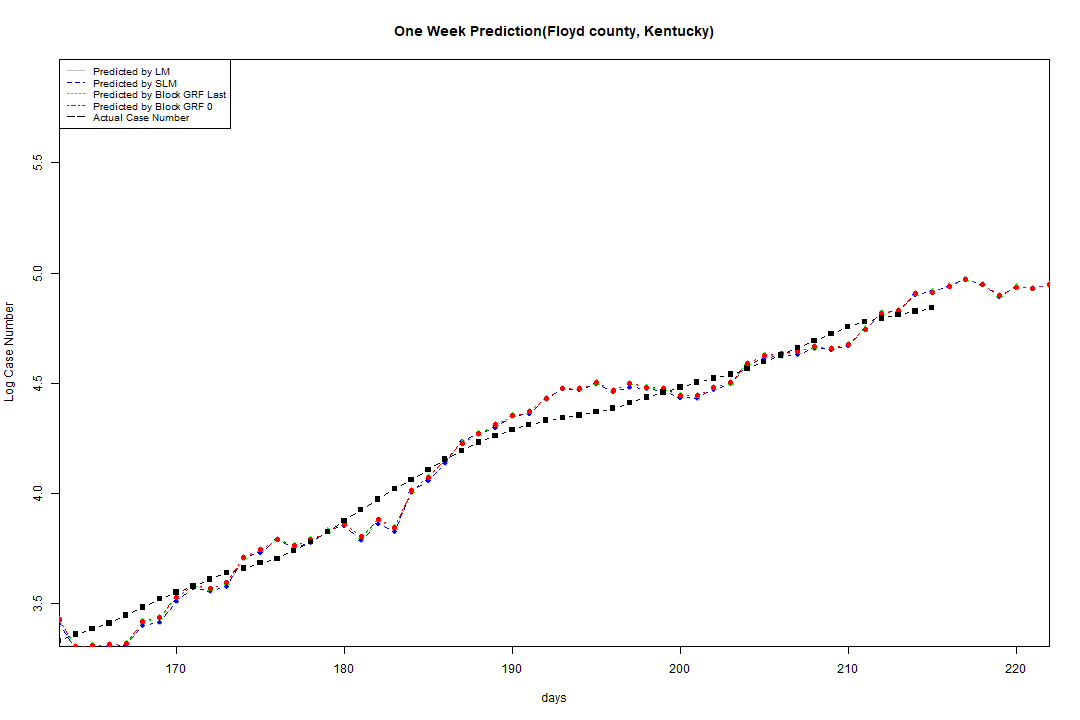 One Week Prediction(Floyd county, Kentucky)
Predicted by LM
Predicted by SLM
Predicted by Block GRF Last
Predicted by Block GRF 0
Actual Case Number
Log Case Number
5.5
5.0
4.5
4.0
3.5
170 180 190 200 210 220
days